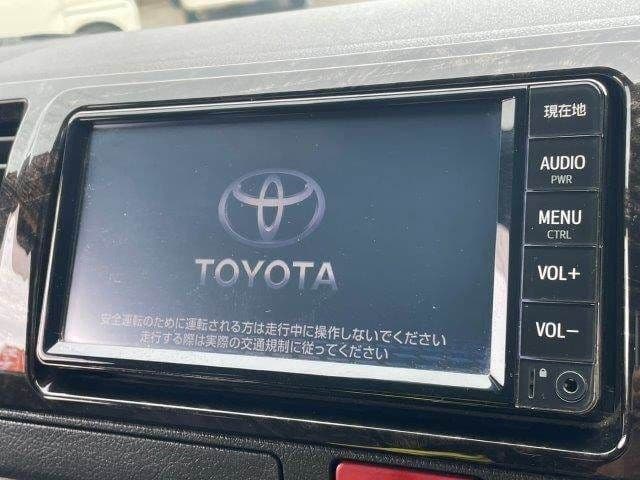 現在地
AUDIO
PWR
MENU
CTRL
VOL+
VOL−
TOYOTA
安全運転のために運転される方は走行中に操作しないでください
走行する際は実際の交通規制に従ってください